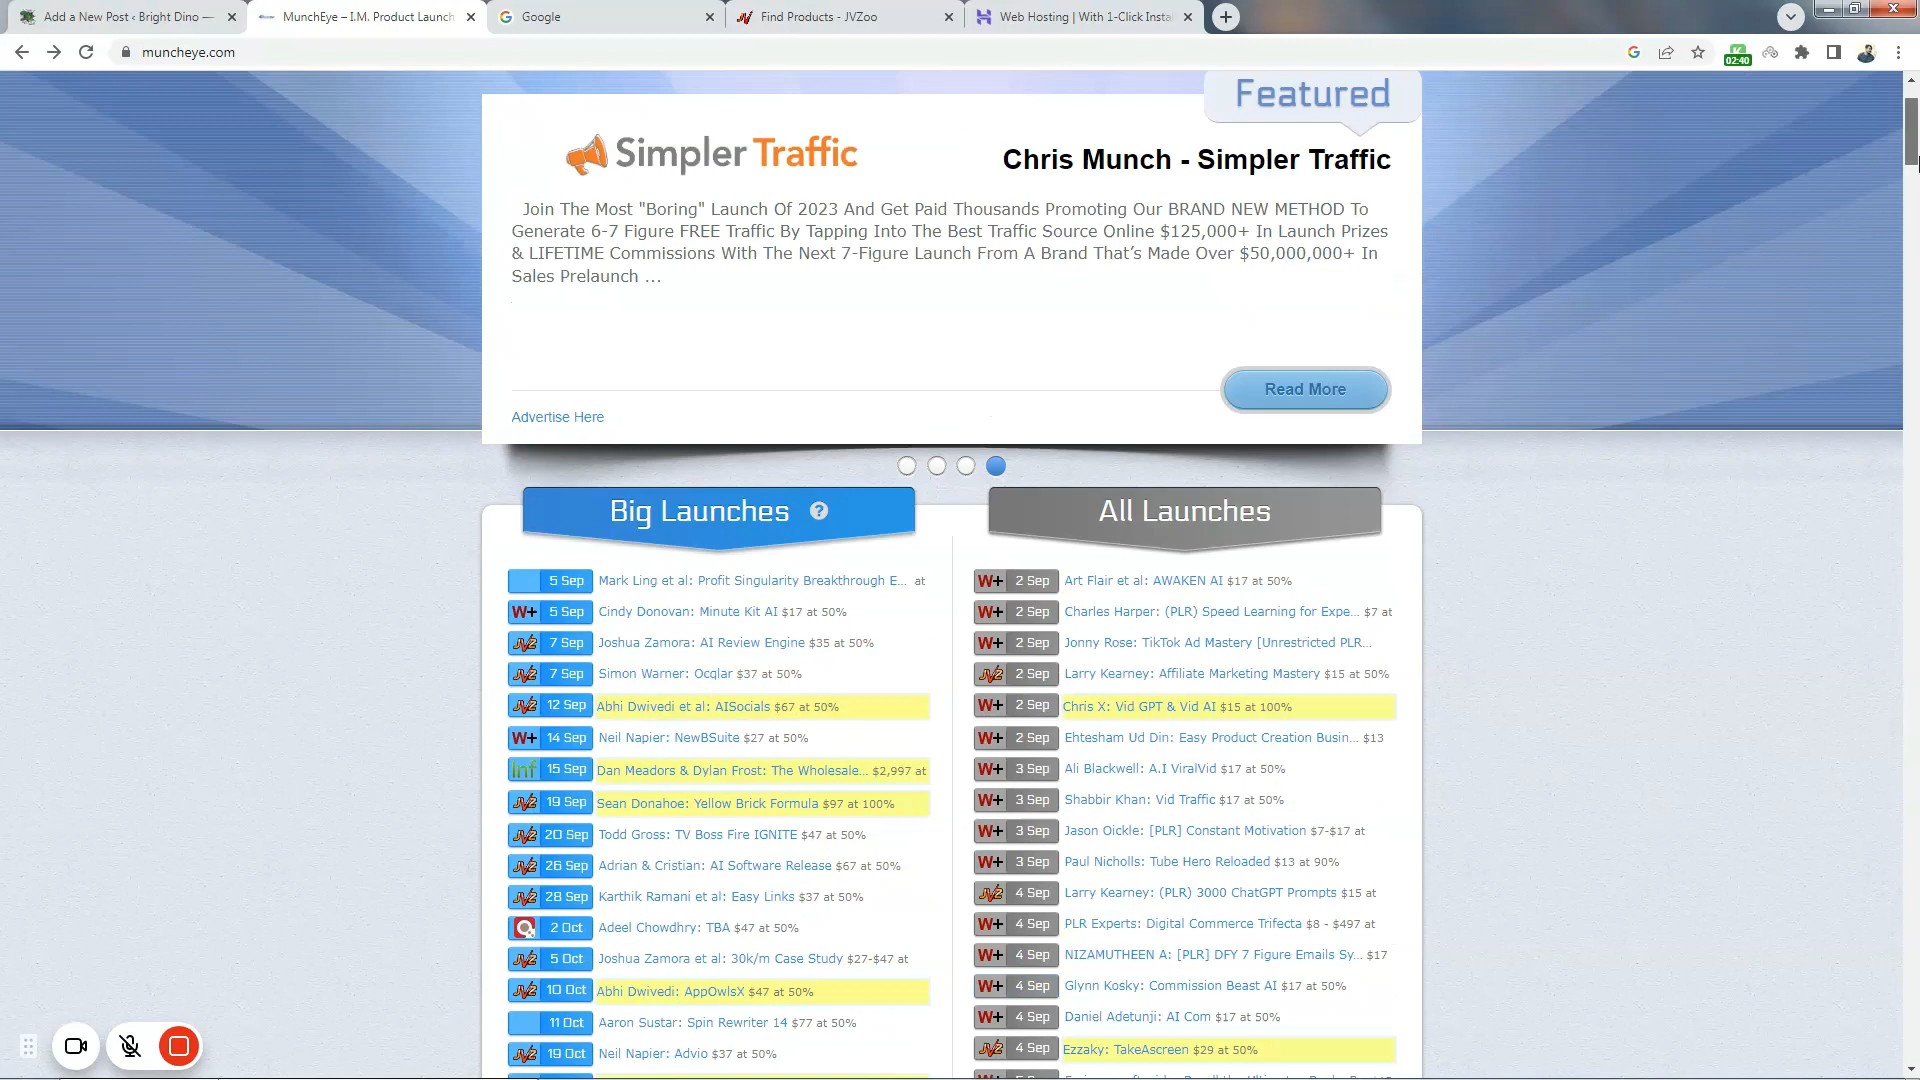 Add a New Post ‹ Bright Dino —
MunchEye – I.M. Product Launch
Google
Find Products - JVZoo
Web Hosting | With 1-Click Insta
muncheye.com
02:40
Featured
Simpler Traffic
Chris Munch - Simpler Traffic
Join The Most "Boring" Launch Of 2023 And Get Paid Thousands Promoting Our BRAND NEW METHOD To
Generate 6-7 Figure FREE Traffic By Tapping Into The Best Traffic Source Online $125,000+ In Launch Prizes
& LIFETIME Commissions With The Next 7-Figure Launch From A Brand That’s Made Over $50,000,000+ In
Sales Prelaunch ...
Read More
Advertise Here
Big Launches ?
5 Sep Mark Ling et al: Profit Singularity Breakthrough E... at
W+ 5 Sep Cindy Donovan: Minute Kit AI $17 at 50%
JVZ 7 Sep Joshua Zamora: AI Review Engine $35 at 50%
JVZ 7 Sep Simon Warner: Ocqlar $37 at 50%
JVZ 12 Sep Abhi Dwivedi et al: AISocials $67 at 50%
W+ 14 Sep Neil Napier: NewBSuite $27 at 50%
Inf 15 Sep Dan Meadors & Dylan Frost: The Wholesale... $2,997 at
JVZ 19 Sep Sean Donahoe: Yellow Brick Formula $97 at 100%
JVZ 20 Sep Todd Gross: TV Boss Fire IGNITE $47 at 50%
JVZ 26 Sep Adrian & Cristian: AI Software Release $67 at 50%
JVZ 28 Sep Karthik Ramani et al: Easy Links $37 at 50%
2 Oct Adeel Chowdhry: TBA $47 at 50%
JVZ 5 Oct Joshua Zamora et al: 30k/m Case Study $27-$47 at
JVZ 10 Oct Abhi Dwivedi: AppOwlsX $47 at 50%
11 Oct Aaron Sustar: Spin Rewriter 14 $77 at 50%
JVZ 19 Oct Neil Napier: Advio $37 at 50%
All Launches
W+ 2 Sep Art Flair et al: AWAKEN AI $17 at 50%
W+ 2 Sep Charles Harper: (PLR) Speed Learning for Expe... $7 at
W+ 2 Sep Jonny Rose: TikTok Ad Mastery [Unrestricted PLR...
JVZ 2 Sep Larry Kearney: Affiliate Marketing Mastery $15 at 50%
W+ 2 Sep Chris X: Vid GPT & Vid AI $15 at 100%
W+ 2 Sep Ehtesham Ud Din: Easy Product Creation Busin... $13
W+ 3 Sep Ali Blackwell: A.I ViralVid $17 at 50%
W+ 3 Sep Shabbir Khan: Vid Traffic $17 at 50%
W+ 3 Sep Jason Oickle: [PLR] Constant Motivation $7-$17 at
W+ 3 Sep Paul Nicholls: Tube Hero Reloaded $13 at 90%
JVZ 4 Sep Larry Kearney: (PLR) 3000 ChatGPT Prompts $15 at
W+ 4 Sep PLR Experts: Digital Commerce Trifecta $8 - $497 at
W+ 4 Sep NIZAMUTHEEN A: [PLR] DFY 7 Figure Emails Sy... $17
W+ 4 Sep Glynn Kosky: Commission Beast AI $17 at 50%
W+ 4 Sep Daniel Adetunji: AI Com $17 at 50%
JVZ 4 Sep Ezzaky: TakeAscreen $29 at 50%